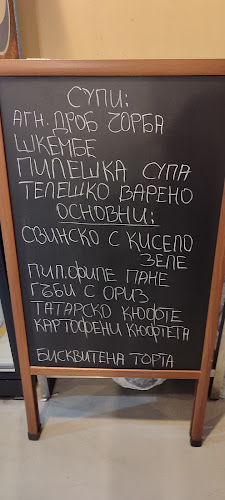 СУПИ:
АГН. ДРОБ ЧОРБА
ШКЕМБЕ
ПИЛЕШКА СУПА
ТЕЛЕШКО ВАРЕНО
ОСНОВНИ:
СВИНСКО С КИСЕЛО
ЗЕЛЕ
ПИЛ. ФИЛЕ ПАНЕ
ГЪБИ С ОРИЗ
ТАТАРСКО КЮФТЕ
КАРТОФЕНИ КЮФТЕТА
БИСКВИТЕНА ТОРТА